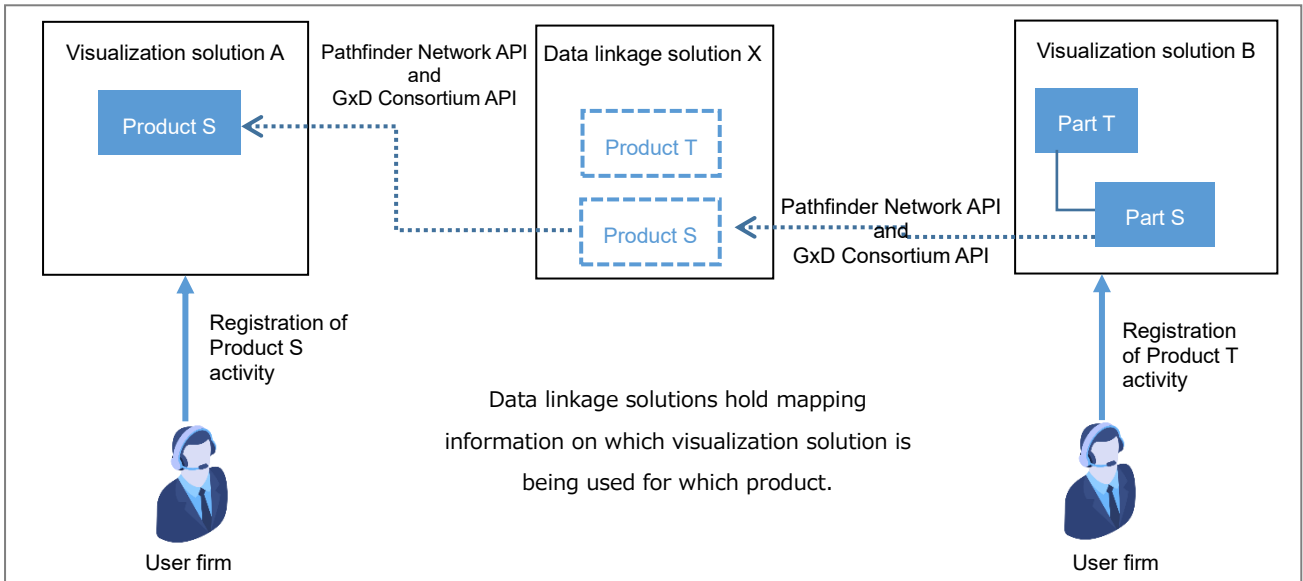 Visualization solution A
Product S
Pathfinder Network API
and
GxD Consortium API
Data linkage solution X
Product T
Product S
Pathfinder Network API
and
GxD Consortium API
Visualization solution B
Part T
Part S
Registration of
Product S
activity
User firm
Data linkage solutions hold mapping
information on which visualization solution is
being used for which product.
Registration
of Product T
activity
User firm